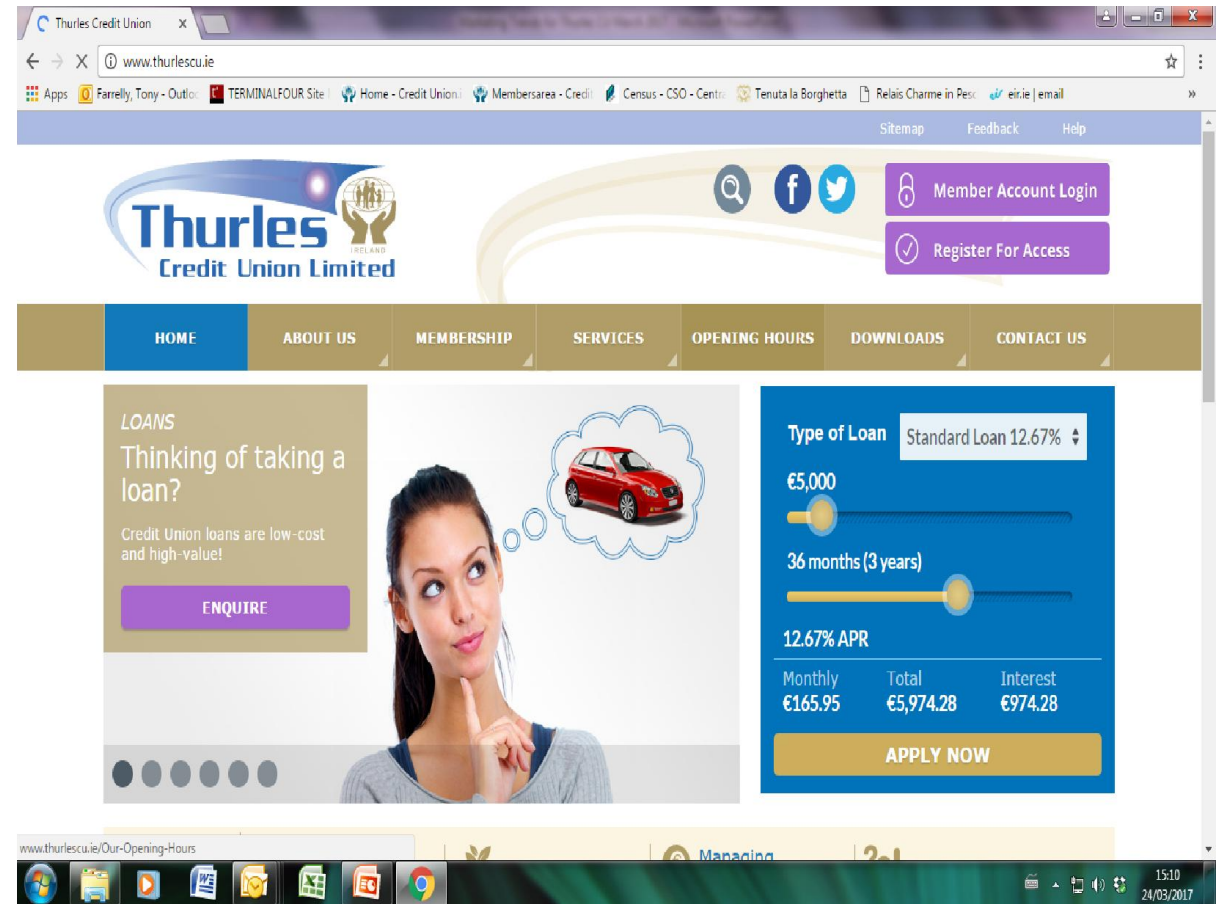 Thurles Credit Union
www.thurlescu.ie
Apps Farrelly, Tony - Outloo TERMINALFOUR Site Home - Credit Union Membersarea - Credit Census - CSO - Centra Tenuta la Borghetta Relais Charme in Pesc eir.ie | email
Sitemap Feedback Help
Thurles
IRELAND
Credit Union Limited
Member Account Login
Register For Access
HOME ABOUT US MEMBERSHIP SERVICES OPENING HOURS DOWNLOADS CONTACT US
LOANS
Thinking of taking a
loan?
Credit Union loans are low-cost
and high-value!
ENQUIRE
Type of Loan Standard Loan 12.67%
€5,000
36 months (3 years)
12.67% APR
Monthly Total Interest
€165.95 €5,974.28 €974.28
APPLY NOW
www.thurlescu.ie/Our-Opening-Hours
Managing
15:10
24/03/2017